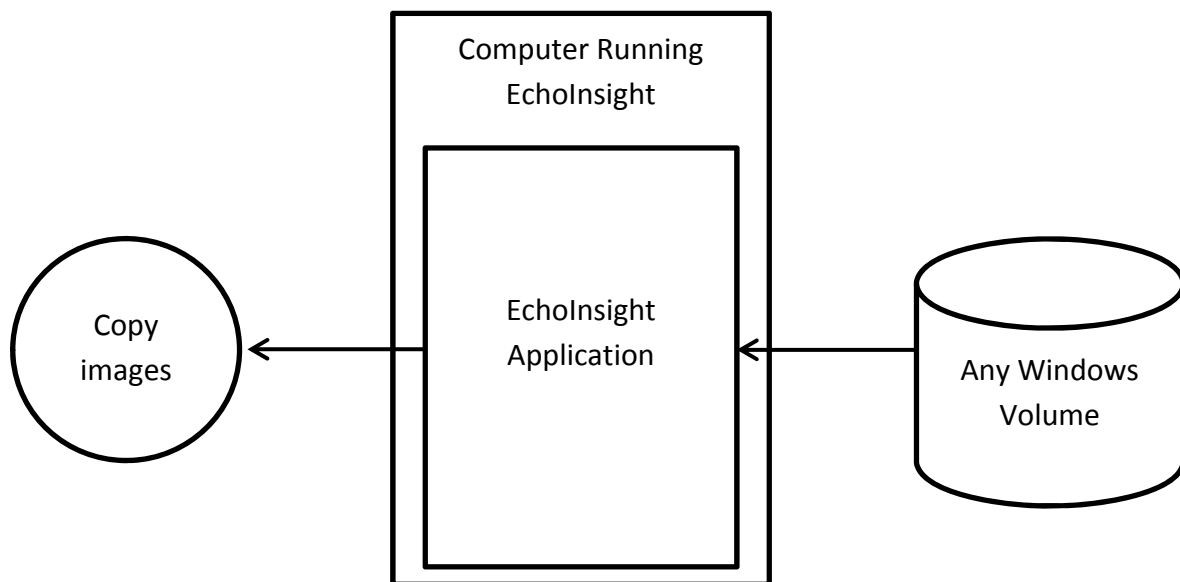 Computer Running
EchoInsight
Copy
images
EchoInsight
Application
Any Windows
Volume